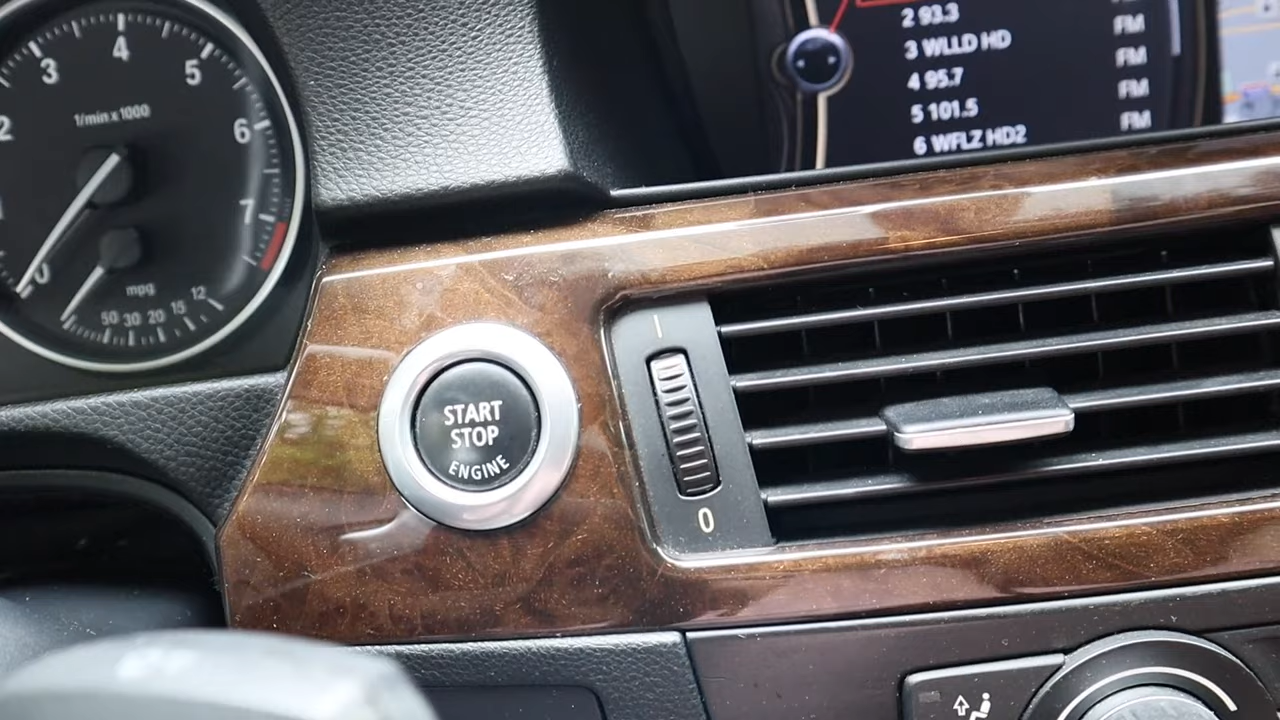 2 3 4 5 6 7
1/min x 1000
0
mpg
50 30 20 15 12
START
STOP
ENGINE
2 93.3
3 WLLD HD FM
4 95.7 FM
5 101.5 FM
6 WFLZ HD2 FM
0